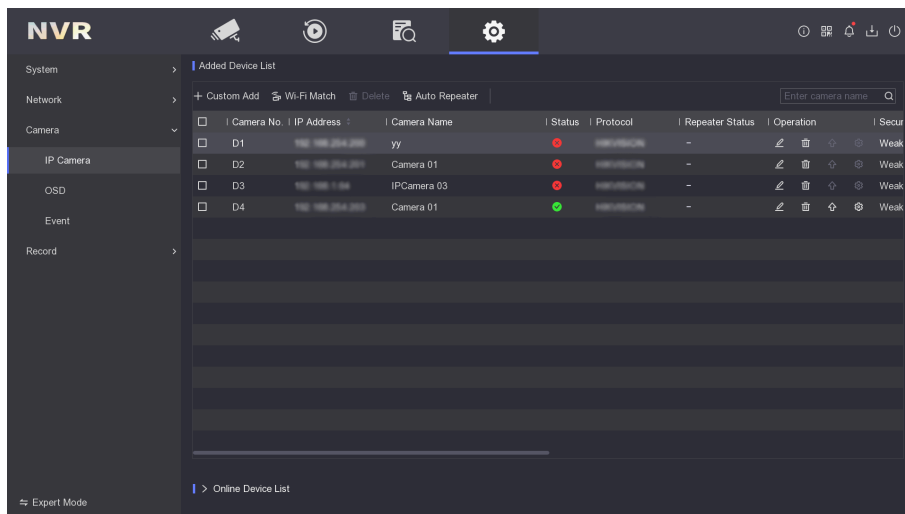 NVR
System
Network
Camera
IP Camera
OSD
Event
Record
Expert Mode
Added Device List
Custom Add Wi-Fi Match Delete Auto Repeater Enter camera name
Camera No. IP Address Camera Name Status Protocol Repeater Status Operation Secur
D1 yy - Weak
D2 Camera 01 - Weak
D3 IPCamera 03 - Weak
D4 Camera 01 - Weak
Online Device List